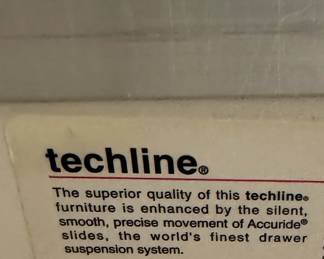 techline®
The superior quality of this techline®
furniture is enhanced by the silent,
smooth, precise movement of Accuride®
slides, the world's finest drawer
suspension system.